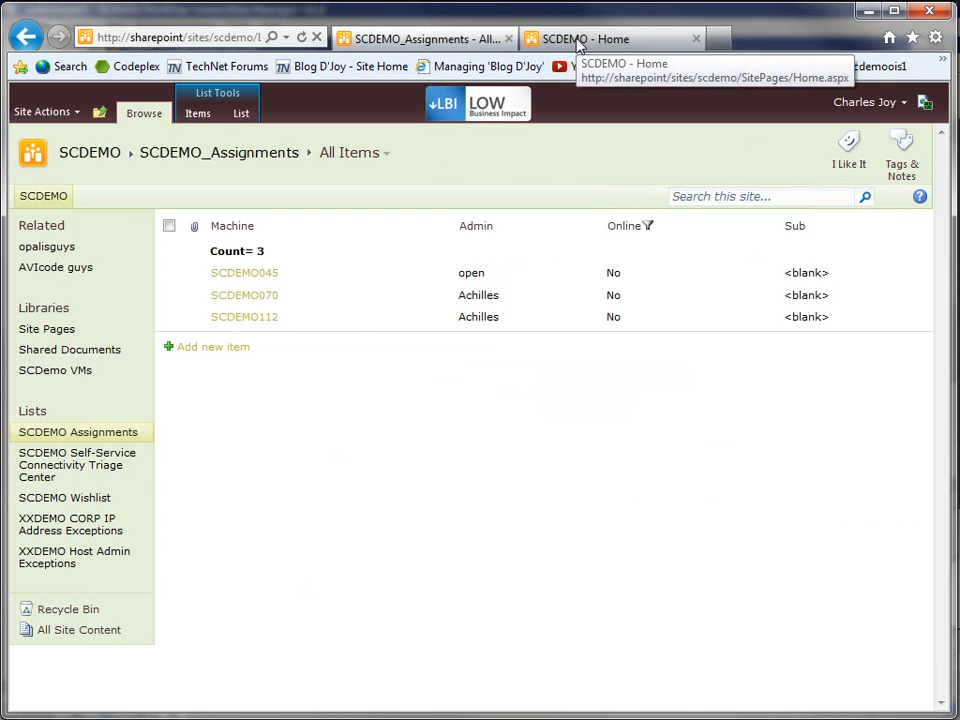 http://sharepoint/sites/scdemo/l
SCDEMO_Assignments - All...
SCDEMO - Home
Search
Codeplex
TN TechNet Forums
TN Blog D'Joy - Site Home
Managing 'Blog D'Joy'
tdemoois1
SCDEMO - Home
http://sharepoint/sites/scdemo/SitePages/Home.aspx
Site Actions
Browse
List Tools
Items
List
LBI
LOW
Business Impact
Charles Joy
SCDEMO
SCDEMO_Assignments
All Items
I Like It
Tags &
Notes
SCDEMO
Search this site...
Related
opalisguys
AVIcode guys
Libraries
Site Pages
Shared Documents
SCDemo VMs
Lists
SCDEMO Assignments
SCDEMO Self-Service
Connectivity Triage
Center
SCDEMO Wishlist
XXDEMO CORP IP
Address Exceptions
XXDEMO Host Admin
Exceptions
Recycle Bin
All Site Content
Machine Admin Online Sub
Count= 3
SCDEMO045 open No <blank>
SCDEMO070 Achilles No <blank>
SCDEMO112 Achilles No <blank>
Add new item